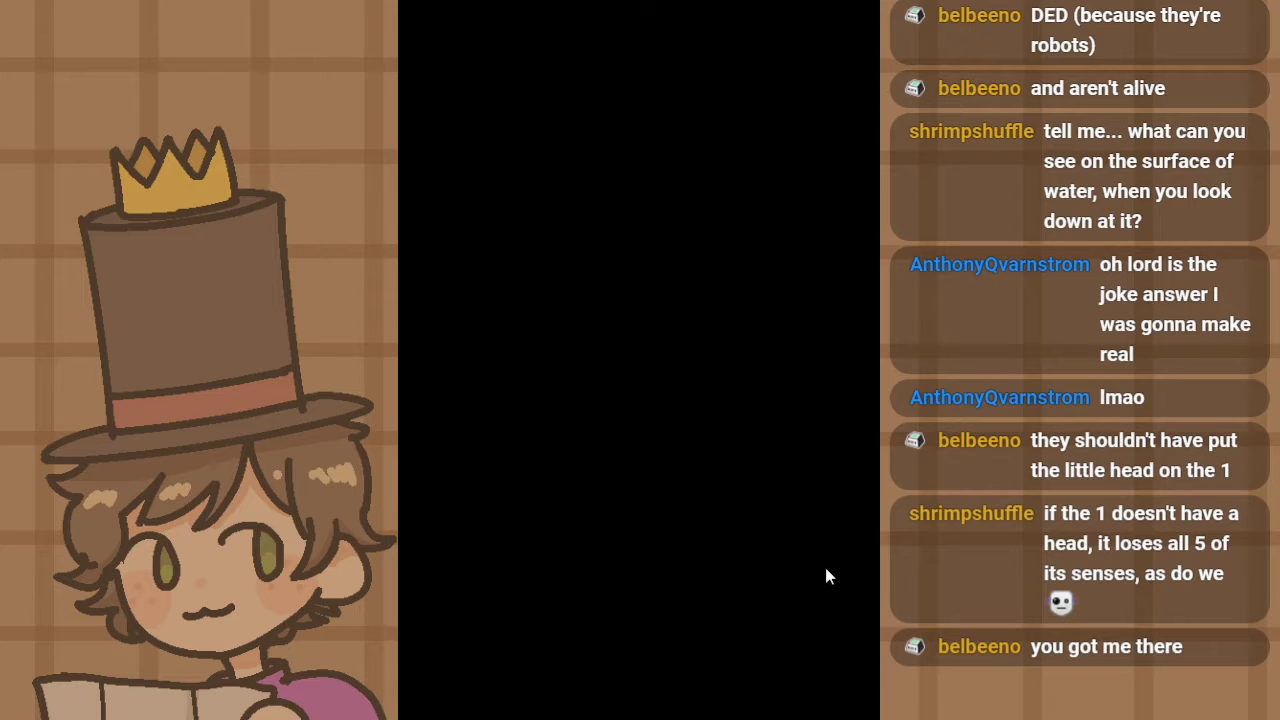 belbeeno DED (because they're
robots)
belbeeno and aren't alive
shrimpshuffle tell me... what can you
see on the surface of
water, when you look
down at it?
AnthonyQvarnstrom oh lord is the
joke answer I
was gonna make
real
AnthonyQvarnstrom lmao
belbeeno they shouldn't have put
the little head on the 1
shrimpshuffle if the 1 doesn't have a
head, it loses all 5 of
its senses, as do we
belbeeno you got me there